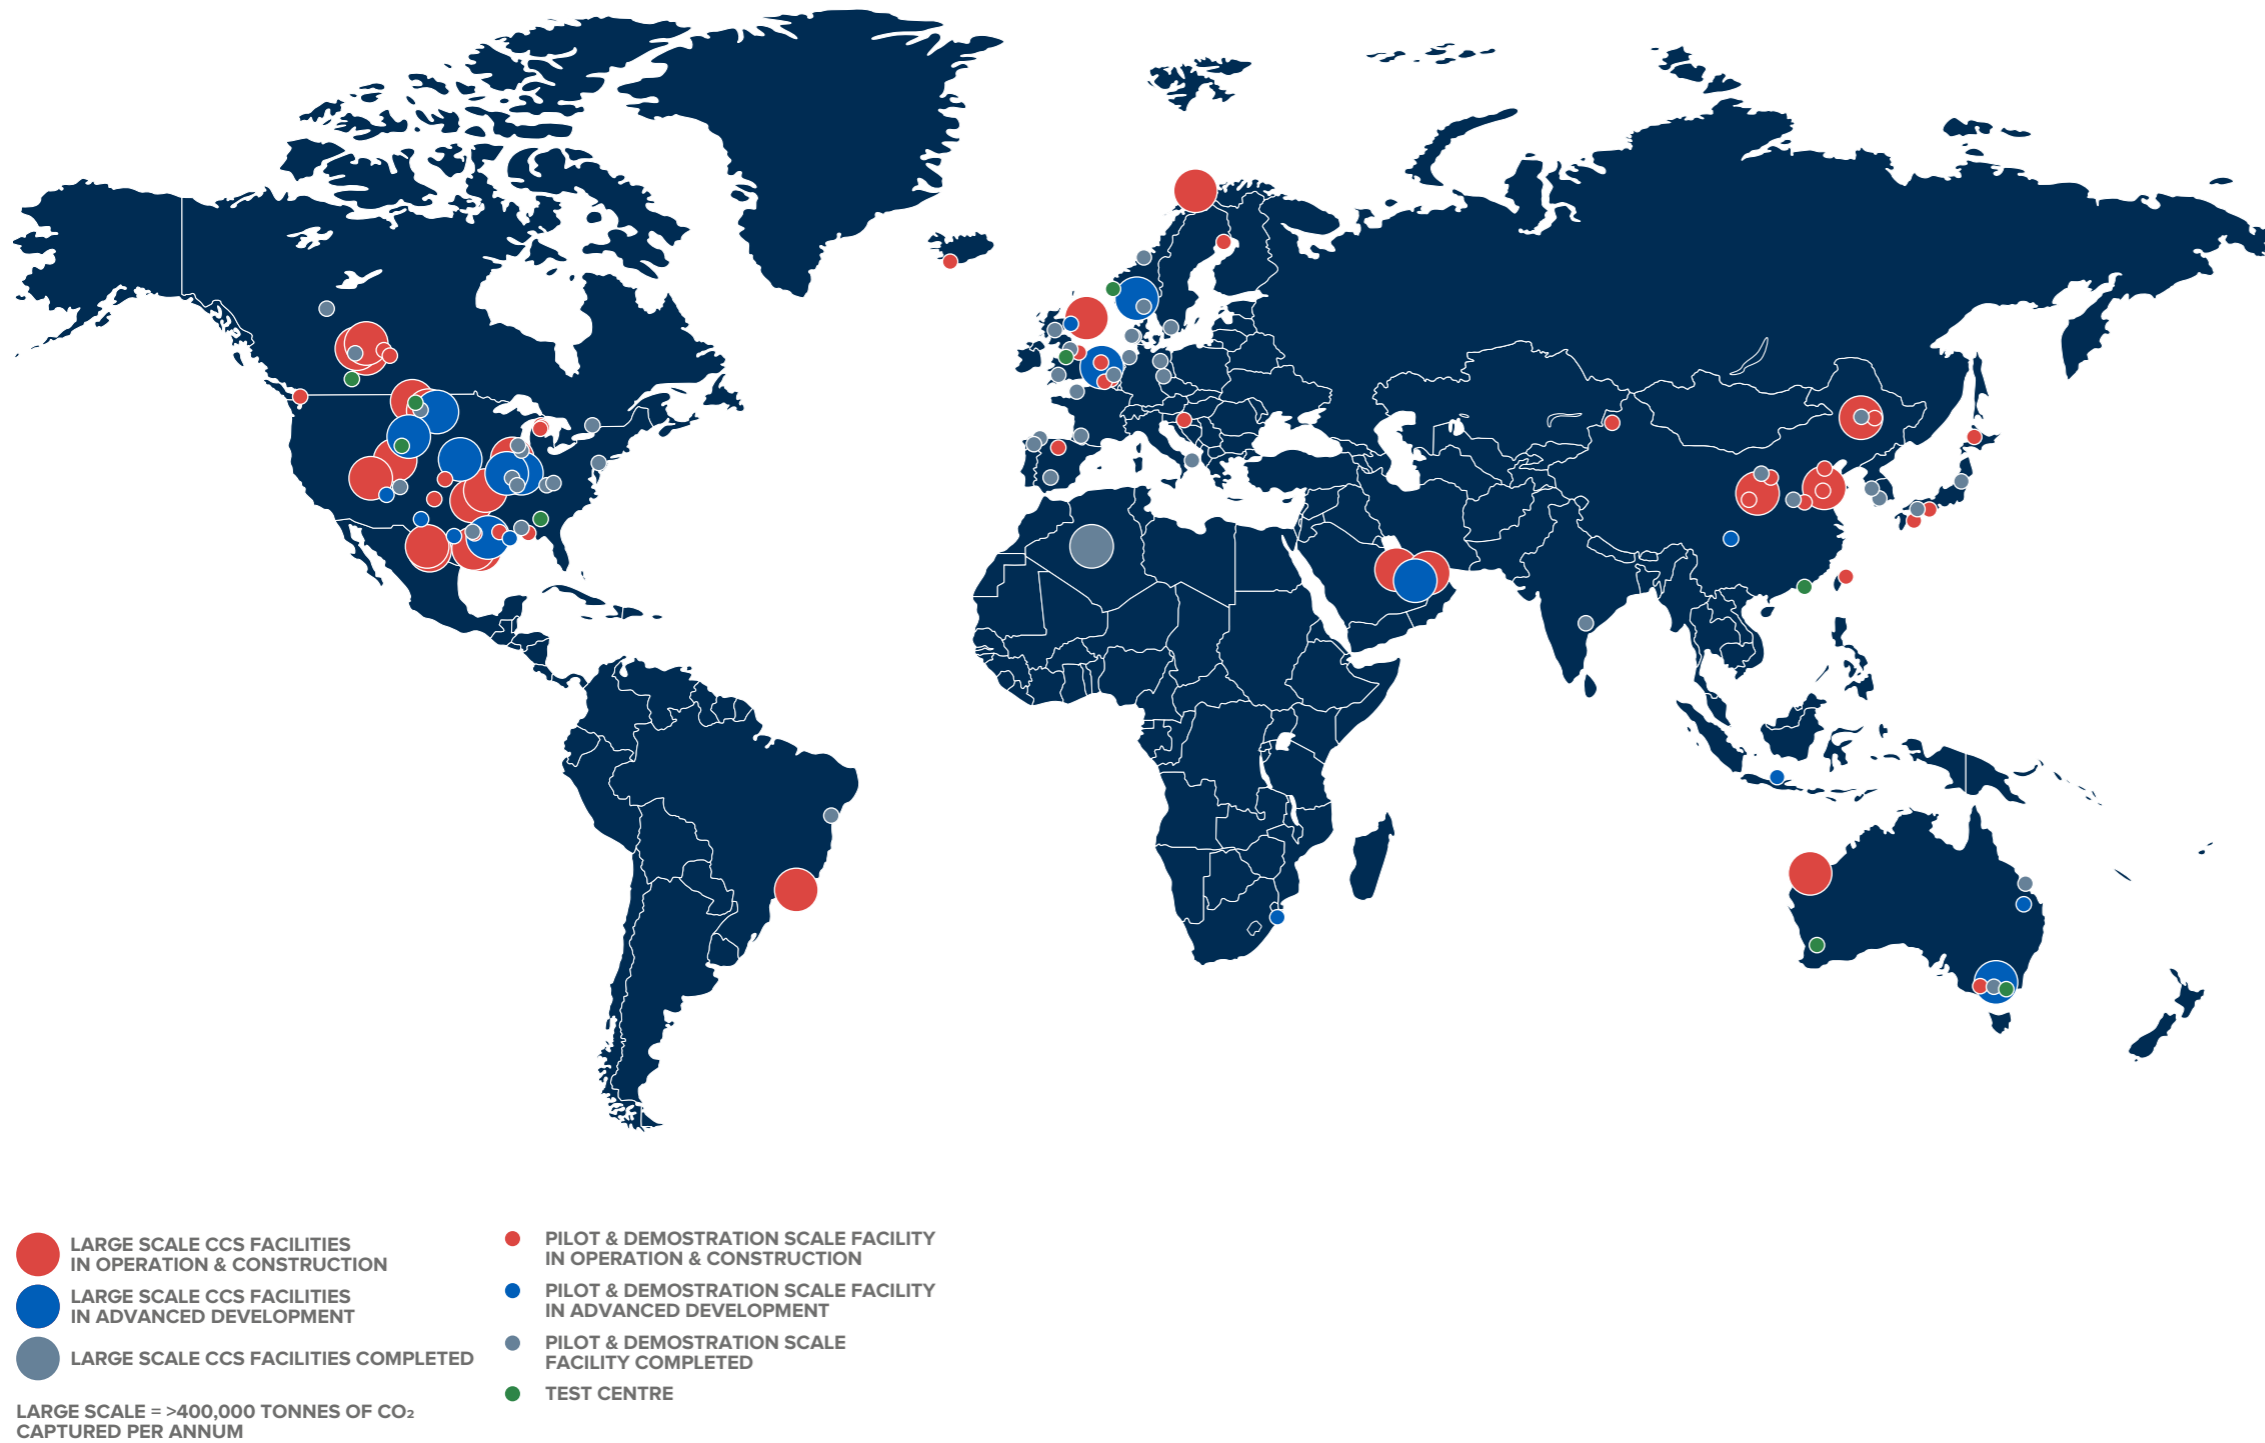 LARGE SCALE CCS FACILITIES
IN OPERATION & CONSTRUCTION
LARGE SCALE CCS FACILITIES
IN ADVANCED DEVELOPMENT
LARGE SCALE CCS FACILITIES COMPLETED
LARGE SCALE = >400,000 TONNES OF CO₂
CAPTURED PER ANNUM
PILOT & DEMOSTRATION SCALE FACILITY
IN OPERATION & CONSTRUCTION
PILOT & DEMOSTRATION SCALE FACILITY
IN ADVANCED DEVELOPMENT
PILOT & DEMOSTRATION SCALE
FACILITY COMPLETED
TEST CENTRE